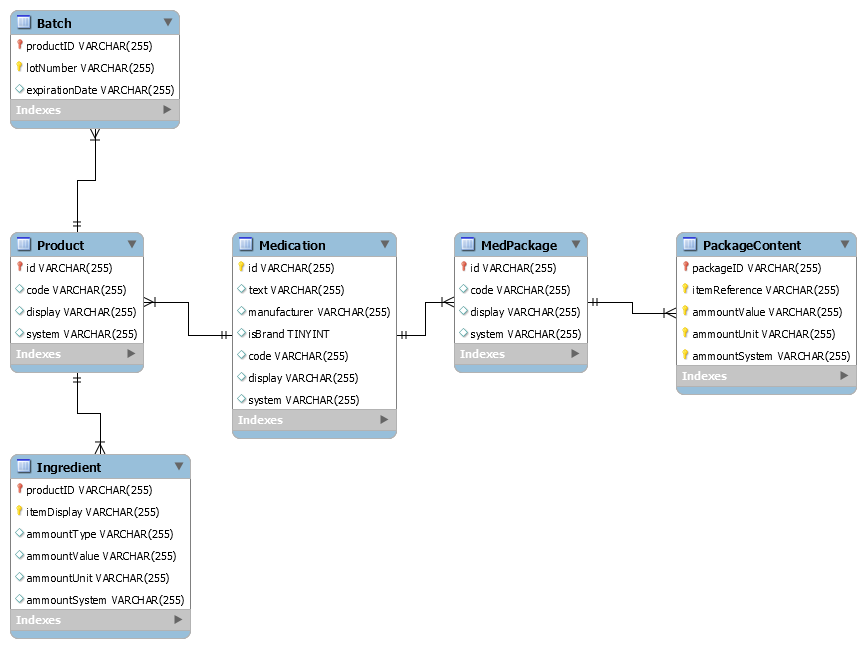 Batch
productID VARCHAR(255)
lotNumber VARCHAR(255)
expirationDate VARCHAR(255)
Indexes
Product
id VARCHAR(255)
code VARCHAR(255)
display VARCHAR(255)
system VARCHAR(255)
Indexes
Medication
id VARCHAR(255)
text VARCHAR(255)
manufacturer VARCHAR(255)
isBrand TINYINT
code VARCHAR(255)
display VARCHAR(255)
system VARCHAR(255)
Indexes
MedPackage
id VARCHAR(255)
code VARCHAR(255)
display VARCHAR(255)
system VARCHAR(255)
Indexes
PackageContent
packageID VARCHAR(255)
itemReference VARCHAR(255)
ammountValue VARCHAR(255)
ammountUnit VARCHAR(255)
ammountSystem VARCHAR(255)
Indexes
Ingredient
productID VARCHAR(255)
itemDisplay VARCHAR(255)
ammountType VARCHAR(255)
ammountValue VARCHAR(255)
ammountUnit VARCHAR(255)
ammountSystem VARCHAR(255)
Indexes